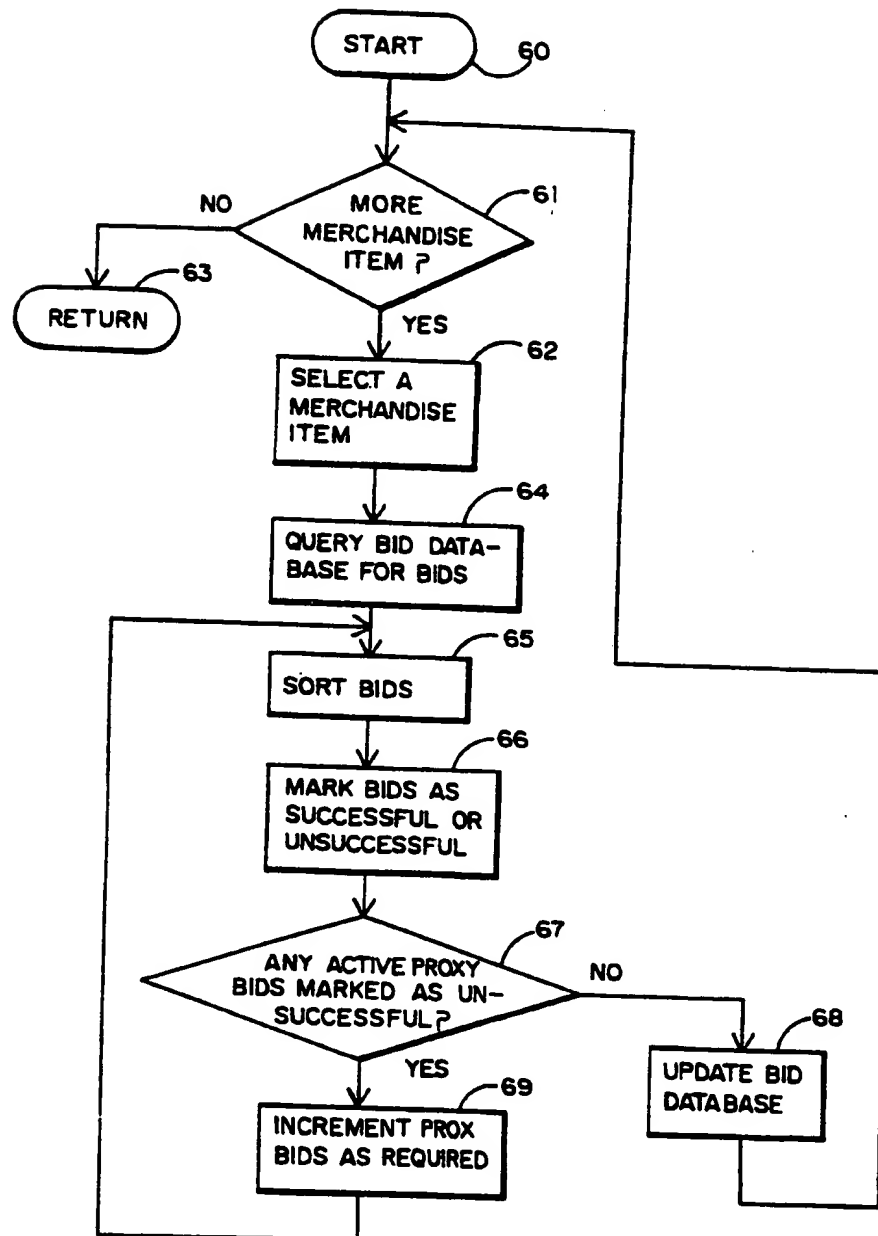 START
60
61
MORE
MERCHANDISE
ITEM ?
NO
63
RETURN
YES
62
SELECT A
MERCHANDISE
ITEM
64
QUERY BID DATA-
BASE FOR BIDS
65
SORT BIDS
66
MARK BIDS AS
SUCCESSFUL OR
UNSUCCESSFUL
67
ANY ACTIVE PROXY
BIDS MARKED AS UN-
SUCCESSFUL?
NO
68
UPDATE BID
DATABASE
YES
69
INCREMENT PROX
BIDS AS REQUIRED